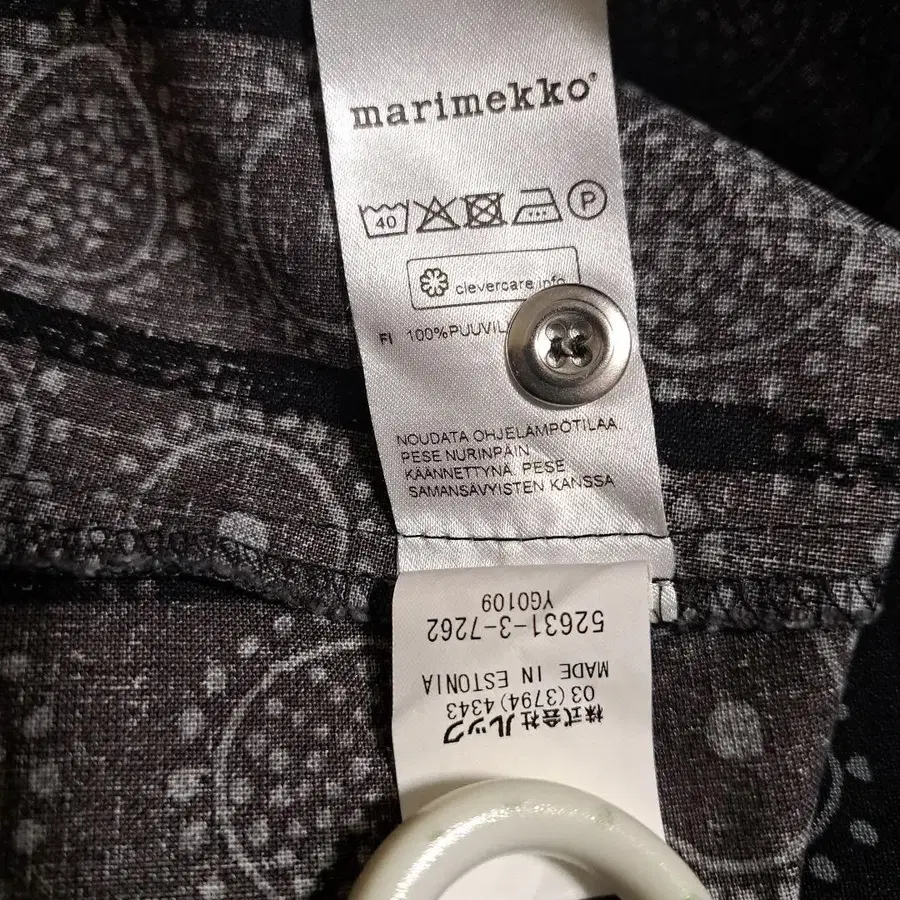 marimekko®
40
P
clevercare.info
FI 100%PUUVIL
NOUDATA OHJELÄMPÖTILAA
PESE NURINPÄIN
KÄÄNNETTYNÄ. PESE
SAMANSÄVYISTEN KANSSA
株式会社ルック
03(3794)4343
MADE IN ESTONIA
52631-3-7262
YG0109